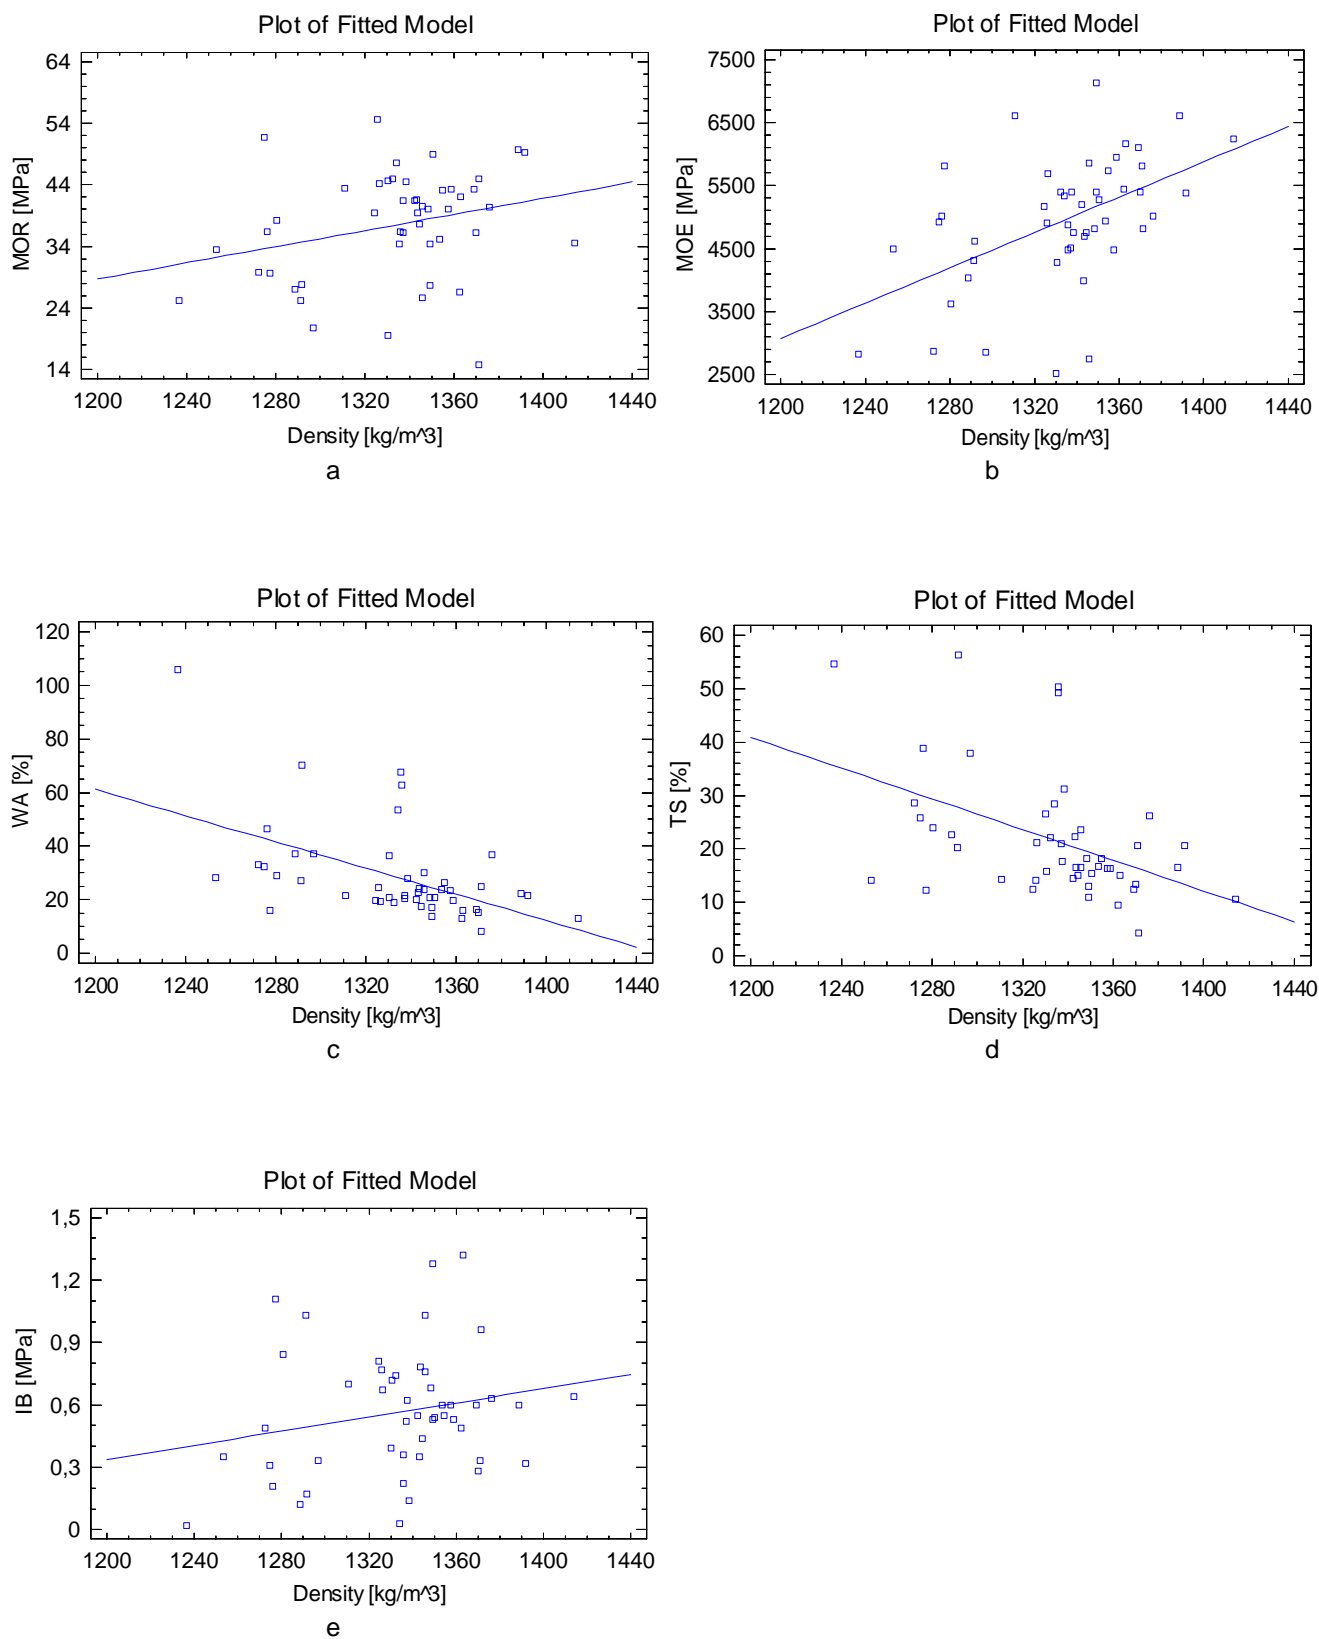 Plot of Fitted Model
64
54
44
34
24
14
MOR [MPa]
1200 1240 1280 1320 1360 1400 1440
Density [kg/m^3]
a
Plot of Fitted Model
7500
6500
5500
4500
3500
2500
MOE [MPa]
1200 1240 1280 1320 1360 1400 1440
Density [kg/m^3]
b
Plot of Fitted Model
120
100
80
60
40
20
0
WA [%]
1200 1240 1280 1320 1360 1400 1440
Density [kg/m^3]
c
Plot of Fitted Model
60
50
40
30
20
10
0
TS [%]
1200 1240 1280 1320 1360 1400 1440
Density [kg/m^3]
d
Plot of Fitted Model
1,5
1,2
0,9
0,6
0,3
0
IB [MPa]
1200 1240 1280 1320 1360 1400 1440
Density [kg/m^3]
e